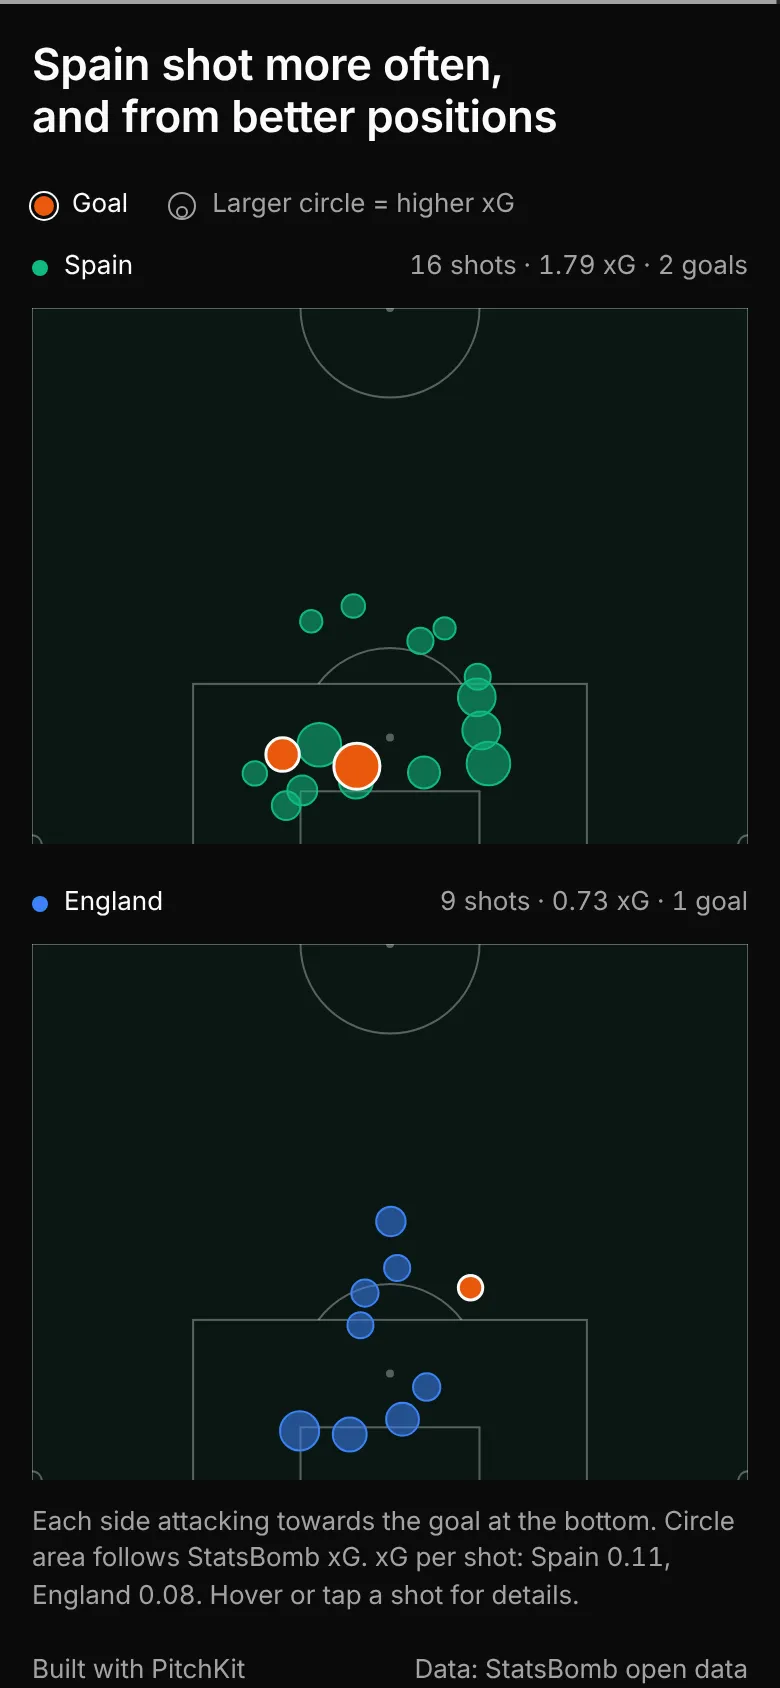 Spain shot more often,
and from better positions
Goal
Larger circle = higher xG
Spain
16 shots · 1.79 xG · 2 goals
England
9 shots · 0.73 xG · 1 goal
Each side attacking towards the goal at the bottom. Circle
area follows StatsBomb xG. xG per shot: Spain 0.11,
England 0.08. Hover or tap a shot for details.
Built with PitchKit
Data: StatsBomb open data